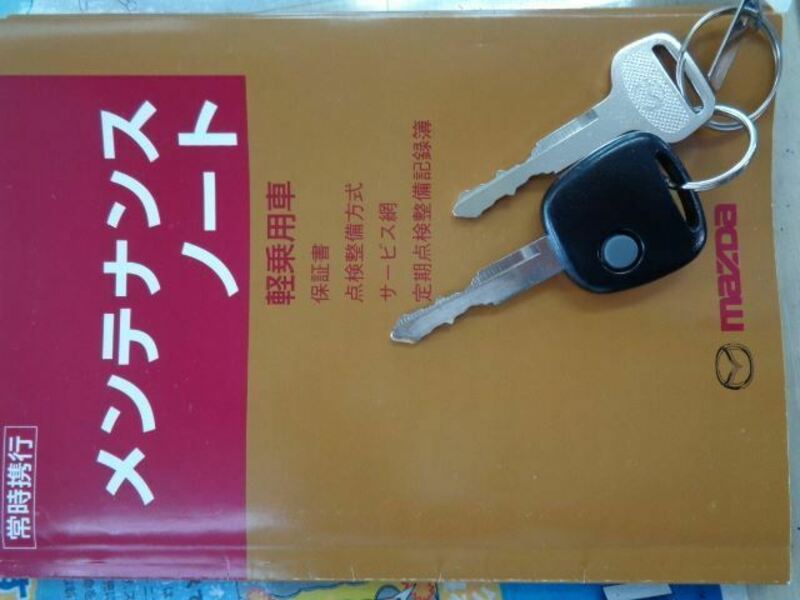 常時携行
メンテナンス
ノート
軽乗用車
保証書
点検整備方式
サービス網
定期点検整備記録簿
mazDa